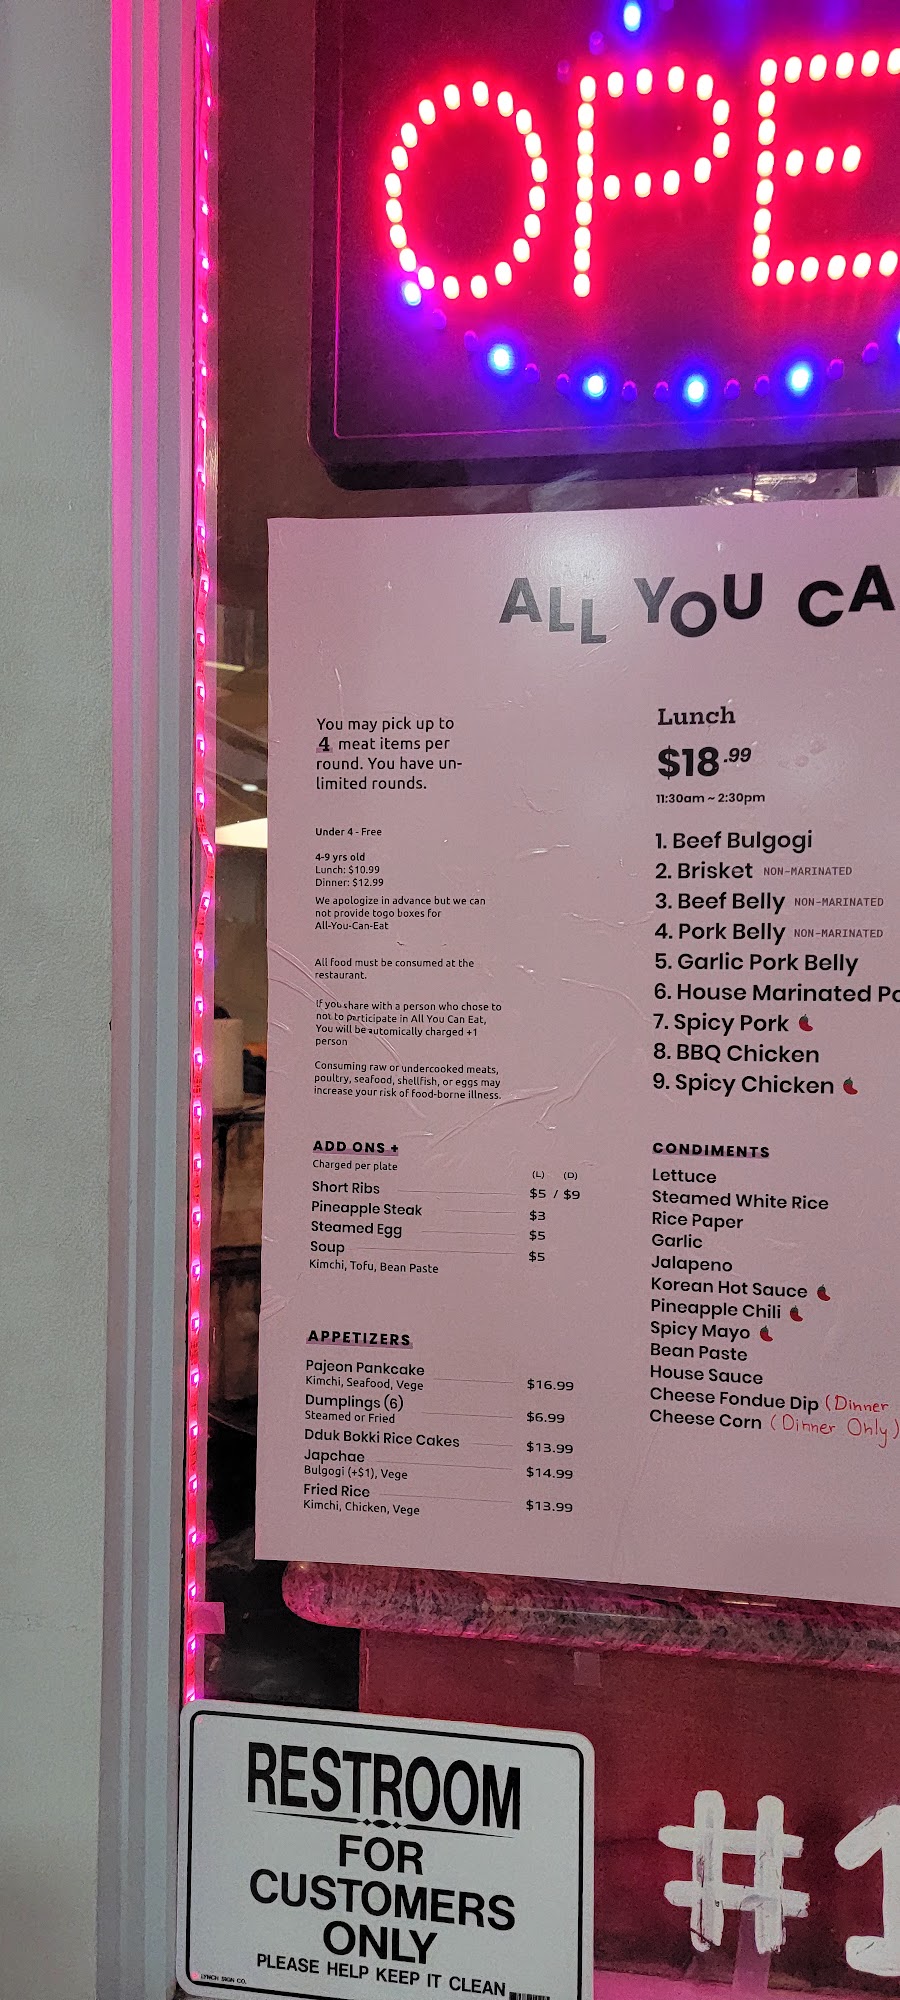 OPE
ALL YOU CA
You may pick up to
4 meat items per
round. You have un-
limited rounds.
Under 4 - Free
4-9 yrs old
Lunch: $10.99
Dinner: $12.99
We apologize in advance but we can
not provide togo boxes for
All-You-Can-Eat
All food must be consumed at the
restaurant.
If you share with a person who chose to
not to participate in All You Can Eat,
You will be automically charged +1
person
Consuming raw or undercooked meats,
poultry, seafood, shellfish, or eggs may
increase your risk of food-borne illness.
ADD ONS +
Charged per plate
(L) (D)
Short Ribs $5 / $9
Pineapple Steak $3
Steamed Egg $5
Soup $5
Kimchi, Tofu, Bean Paste
APPETIZERS
Pajeon Pankcake
Kimchi, Seafood, Vege $16.99
Dumplings (6)
Steamed or Fried $6.99
Dduk Bokki Rice Cakes $13.99
Japchae $14.99
Bulgogi (+$1), Vege
Fried Rice $13.99
Kimchi, Chicken, Vege
Lunch
$18.99
11:30am ~ 2:30pm
1. Beef Bulgogi
2. Brisket NON-MARINATED
3. Beef Belly NON-MARINATED
4. Pork Belly NON-MARINATED
5. Garlic Pork Belly
6. House Marinated Po
7. Spicy Pork
8. BBQ Chicken
9. Spicy Chicken
CONDIMENTS
Lettuce
Steamed White Rice
Rice Paper
Garlic
Jalapeno
Korean Hot Sauce
Pineapple Chili
Spicy Mayo
Bean Paste
House Sauce
Cheese Fondue Dip (Dinner
Cheese Corn (Dinner Only)
RESTROOM
FOR
CUSTOMERS
ONLY
PLEASE HELP KEEP IT CLEAN
LYNCH SIGN CO.
#1